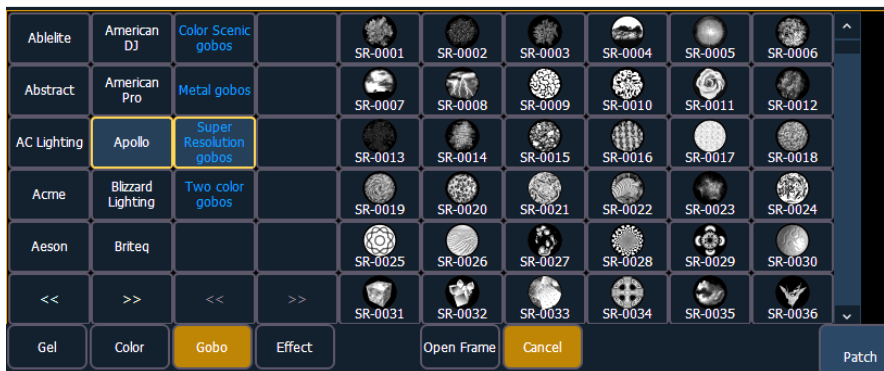 Ablelite
American
DJ
Color Scenic
gobos
SR-0001
SR-0002
SR-0003
SR-0004
SR-0005
SR-0006
Abstract
American
Pro
Metal gobos
SR-0007
SR-0008
SR-0009
SR-0010
SR-0011
SR-0012
AC Lighting
Apollo
Super
Resolution
gobos
SR-0013
SR-0014
SR-0015
SR-0016
SR-0017
SR-0018
Acme
Blizzard
Lighting
Two color
gobos
SR-0019
SR-0020
SR-0021
SR-0022
SR-0023
SR-0024
Aeson
Briteq
SR-0025
SR-0026
SR-0027
SR-0028
SR-0029
SR-0030
<<
>>
<<
>>
SR-0031
SR-0032
SR-0033
SR-0034
SR-0035
SR-0036
Gel
Color
Gobo
Effect
Open Frame
Cancel
Patch